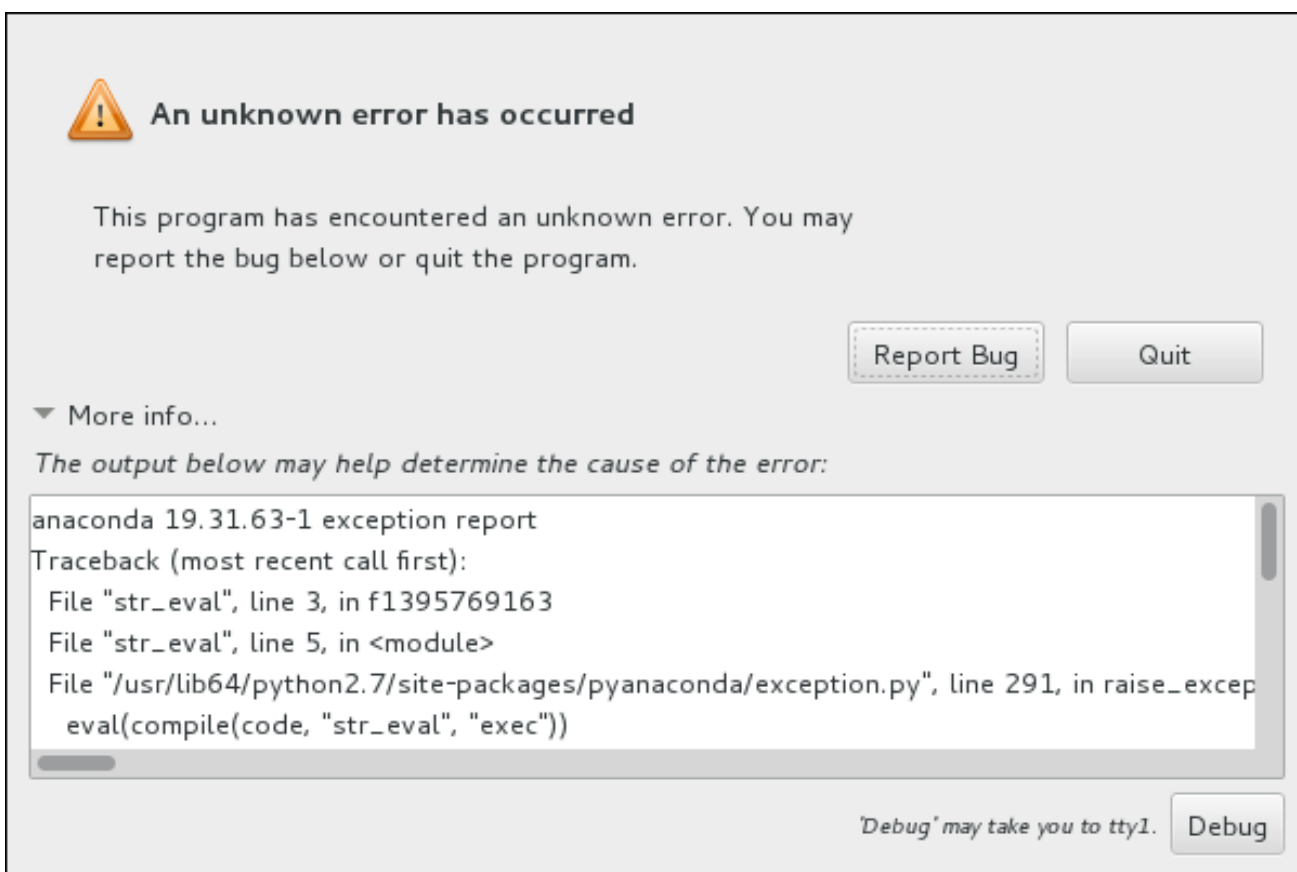 An unknown error has occurred
This program has encountered an unknown error. You may
report the bug below or quit the program.
Report Bug
Quit
More info...
The output below may help determine the cause of the error:
anaconda 19.31.63-1 exception report
Traceback (most recent call first):
File "str_eval", line 3, in f1395769163
File "str_eval", line 5, in <module>
File "/usr/lib64/python2.7/site-packages/pyanaconda/exception.py", line 291, in raise_excep
eval(compile(code, "str_eval", "exec"))
'Debug' may take you to tty1.
Debug